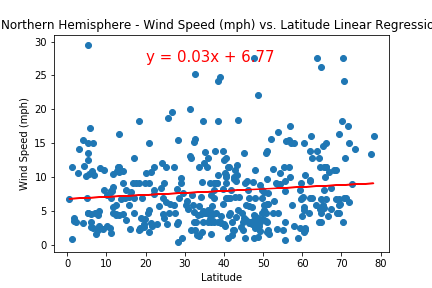 Northern Hemisphere - Wind Speed (mph) vs. Latitude Linear Regressio
y = 0.03x + 6.77
30
25
20
15
10
5
0
Wind Speed (mph)
0 10 20 30 40 50 60 70 80
Latitude